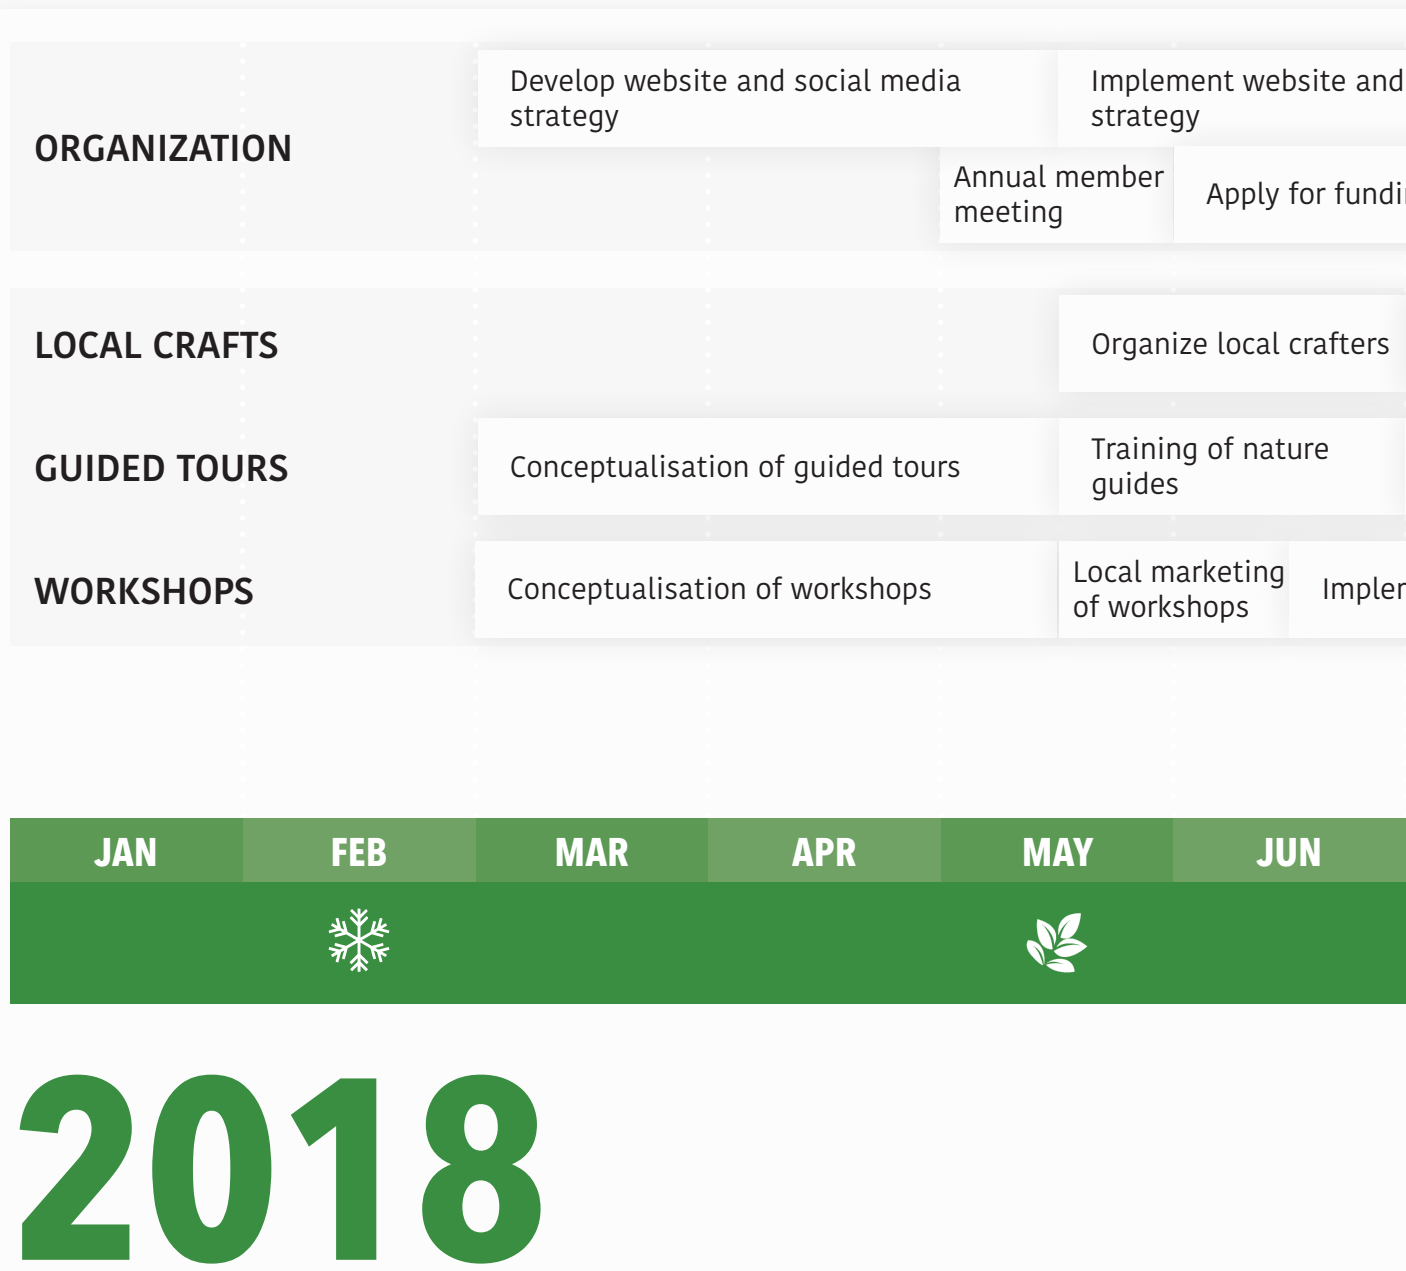 ORGANIZATION
Develop website and social media
strategy
Implement website and
strategy
Annual member
meeting
Apply for
LOCAL CRAFTS
Organize local crafters
GUIDED TOURS
Conceptualisation of guided tours
Training of nature
guides
WORKSHOPS
Conceptualisation of workshops
Local marketing
of workshops
JAN FEB MAR APR MAY JUN
2018